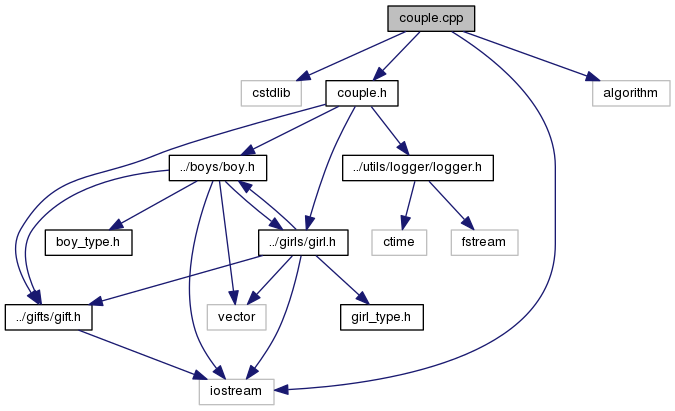 couple.cpp
cstdlib
couple.h
algorithm
../boys/boy.h
../utils/logger/logger.h
boy_type.h
../girls/girl.h
ctime
fstream
../gifts/gift.h
vector
girl_type.h
iostream